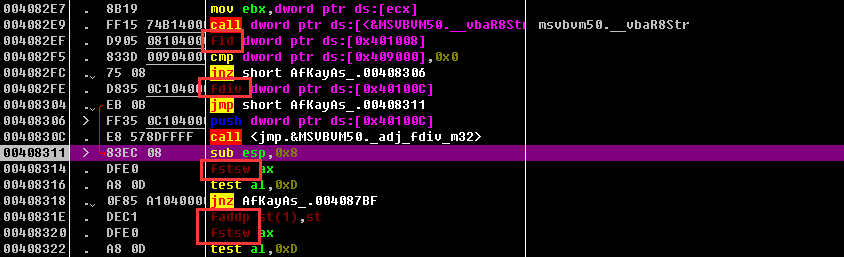 004082E7 . 8B19 mov ebx,dword ptr ds:[ecx]
004082E9 . FF15 74B14000 call dword ptr ds:[<&MSVBVM50.__vbaR8Str msvbvm50.__vbaR8Str
004082EF . D905 08104000 fld dword ptr ds:[0x401008]
004082F5 . 833D 00904000 cmp dword ptr ds:[0x409000],0x0
004082FC . 75 08 jnz short AfKayAs_.00408306
004082FE . D835 0C104000 fdiv dword ptr ds:[0x40100C]
00408304 . EB 0B jmp short AfKayAs_.00408311
00408306 > FF35 0C104000 push dword ptr ds:[0x40100C]
0040830C . E8 578DFFFF call <jmp.&MSVBVM50._adj_fdiv_m32>
00408311 > 83EC 08 sub esp,0x8
00408314 . DFE0 fstsw ax
00408316 . A8 0D test al,0xD
00408318 . 0F85 A1040000 jnz AfKayAs_.004087BF
0040831E . DEC1 faddp st(1),st
00408320 . DFE0 fstsw ax
00408322 . A8 0D test al,0xD